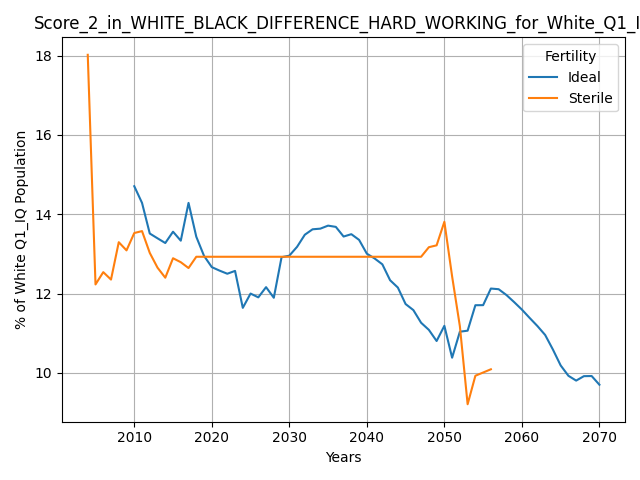 Score_2_in_WHITE_BLACK_DIFFERENCE_HARD_WORKING_for_White_Q1_I
Fertility
Ideal
Sterile
% of White Q1_IQ Population
18
16
14
12
10
2010 2020 2030 2040 2050 2060 2070
Years